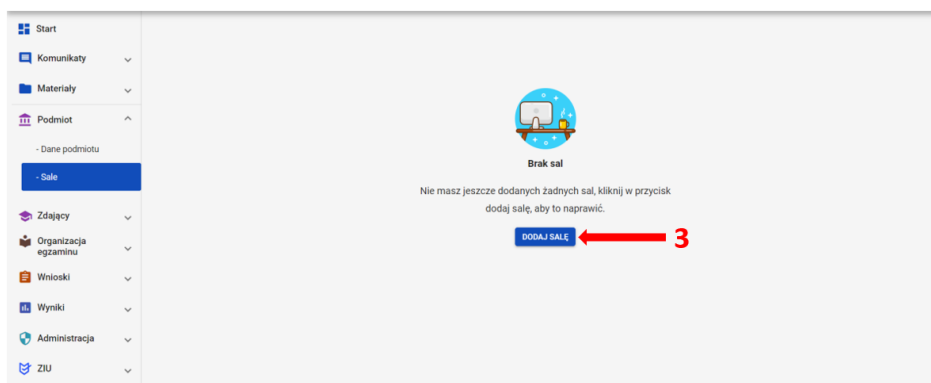 Start
Komunikaty
Materiały
Podmiot
- Dane podmiotu
- Sale
Zdający
Organizacja
egzaminu
Wnioski
Wyniki
Administracja
ZIU
Brak sal
Nie masz jeszcze dodanych żadnych sal, kliknij w przycisk
dodaj salę, aby to naprawić.
DODAJ SALĘ
3